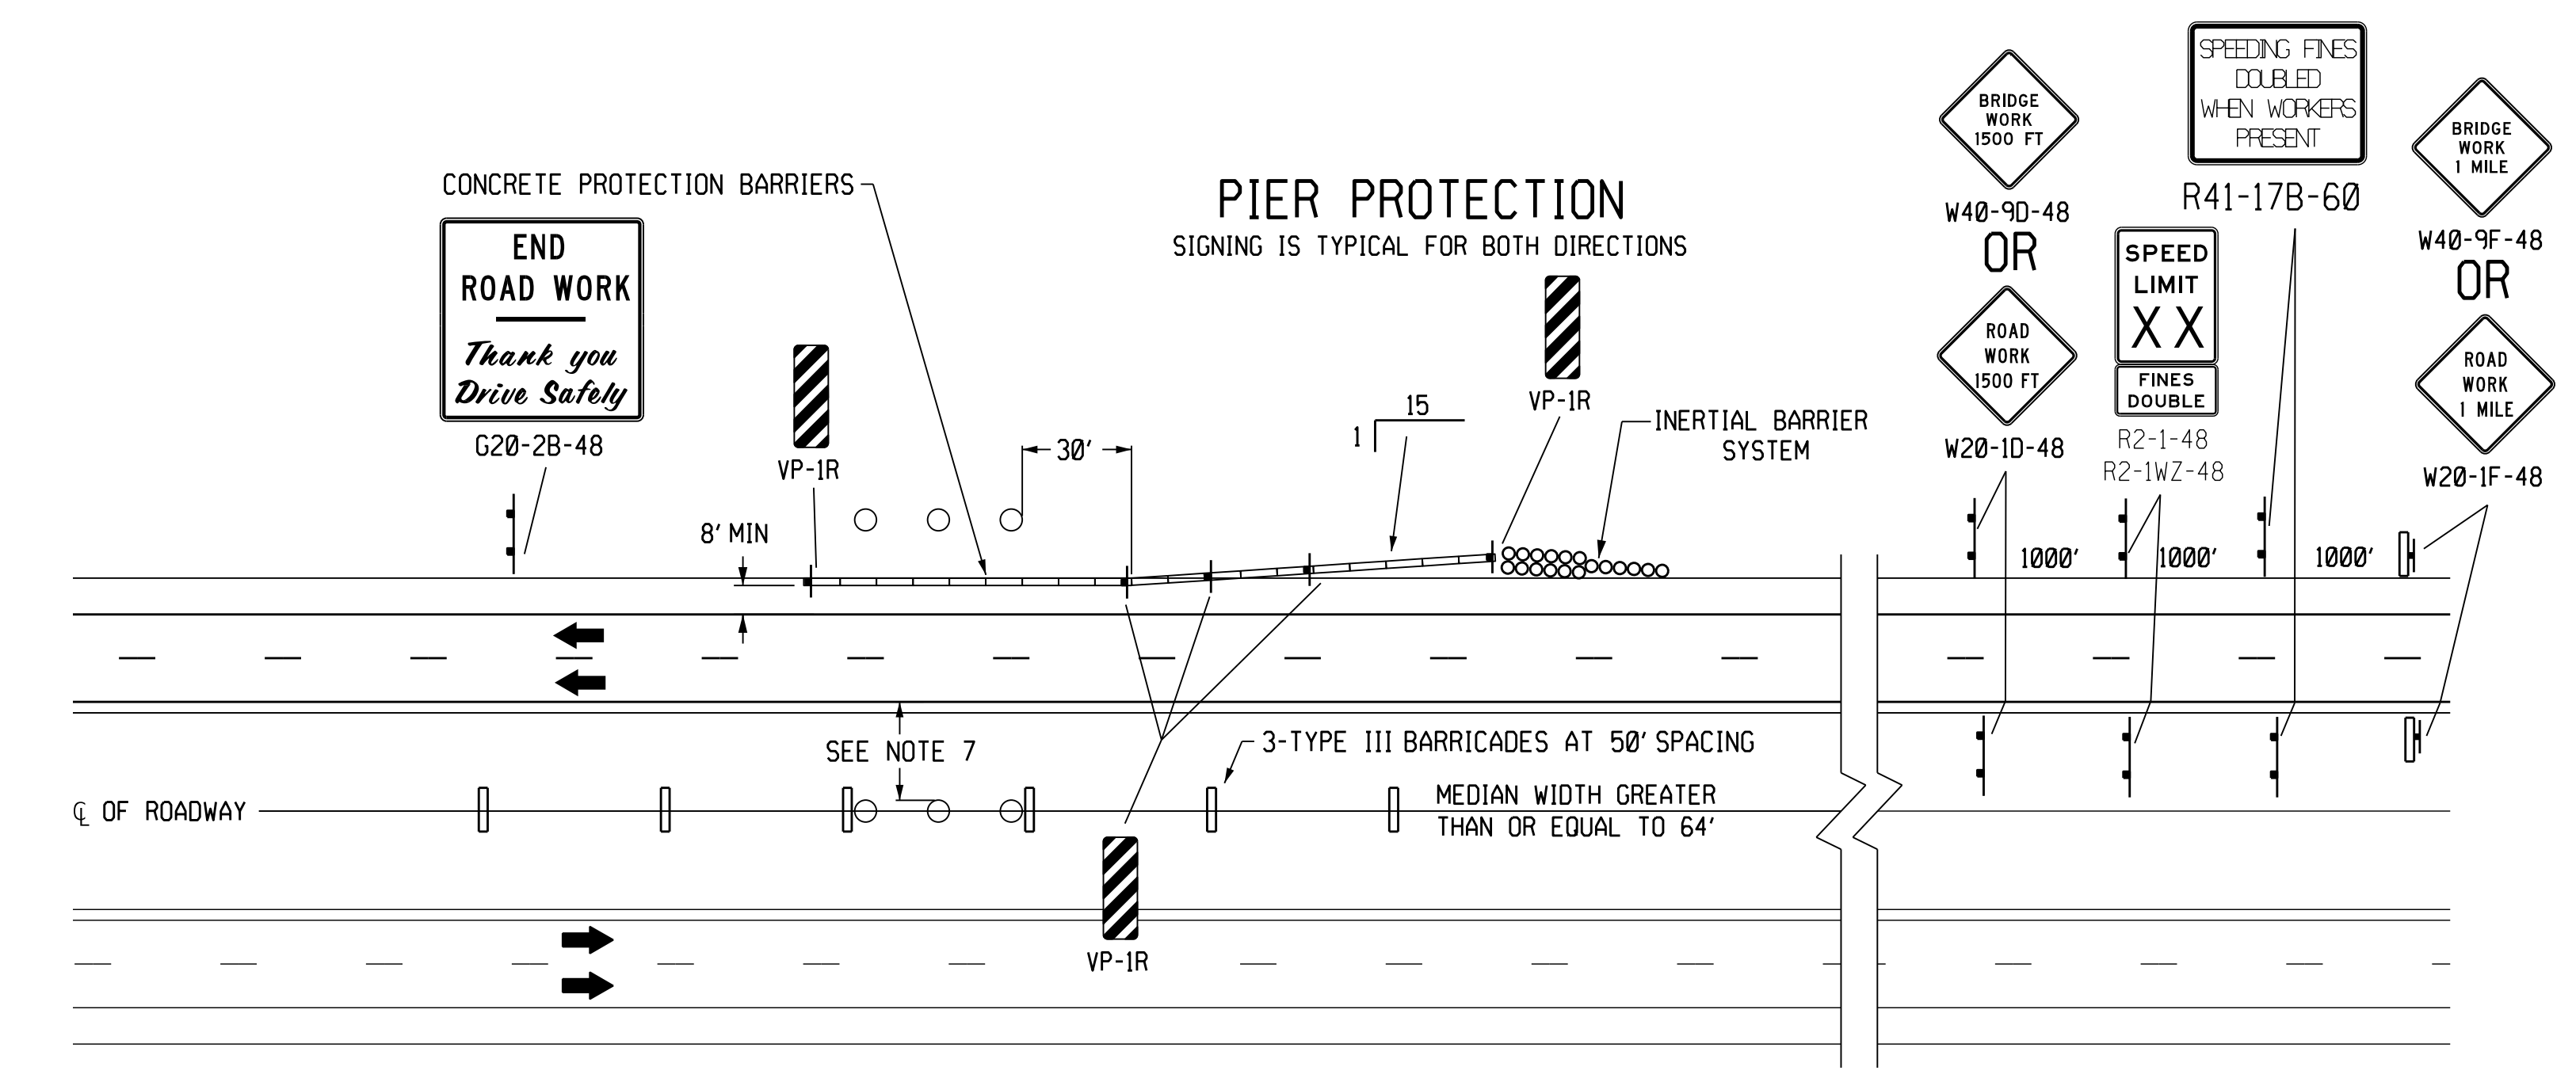 CONCRETE PROTECTION BARRIERS
END
ROAD WORK
Thank you
Drive Safely
G20-2B-48
VP-1R
8' MIN
30'
PIER PROTECTION
SIGNING IS TYPICAL FOR BOTH DIRECTIONS
VP-1R
15
1
INERTIAL BARRIER
SYSTEM
BRIDGE
WORK
1500 FT
W40-9D-48
OR
ROAD
WORK
1500 FT
W20-1D-48
SPEED
LIMIT
XX
FINES
DOUBLE
R2-1-48
R2-1WZ-48
SPEEDING FINES
DOUBLED
WHEN WORKERS
PRESENT
R41-17B-60
BRIDGE
WORK
1 MILE
W40-9F-48
OR
ROAD
WORK
1 MILE
W20-1F-48
1000'
1000'
1000'
SEE NOTE 7
3-TYPE III BARRICADES AT 50' SPACING
℄ OF ROADWAY
MEDIAN WIDTH GREATER
THAN OR EQUAL TO 64'
VP-1R